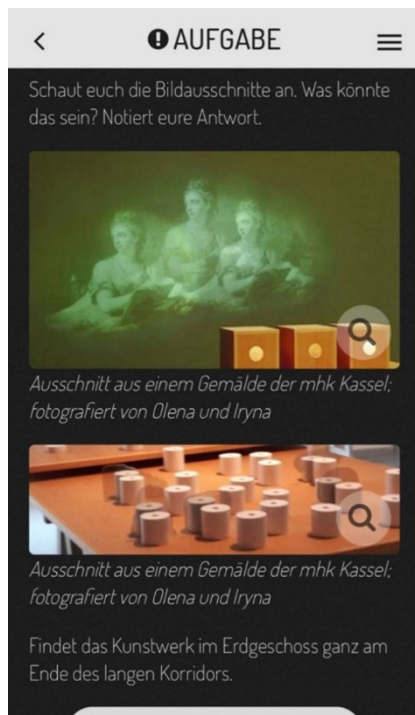 AUFGABE
Schaut euch die Bildausschnitte an. Was könnte
das sein? Notiert eure Antwort.
Ausschnitt aus einem Gemälde der mhk Kassel;
fotografiert von Olena und Iryna
Ausschnitt aus einem Gemälde der mhk Kassel;
fotografiert von Olena und Iryna
Findet das Kunstwerk im Erdgeschoss ganz am
Ende des langen Korridors.